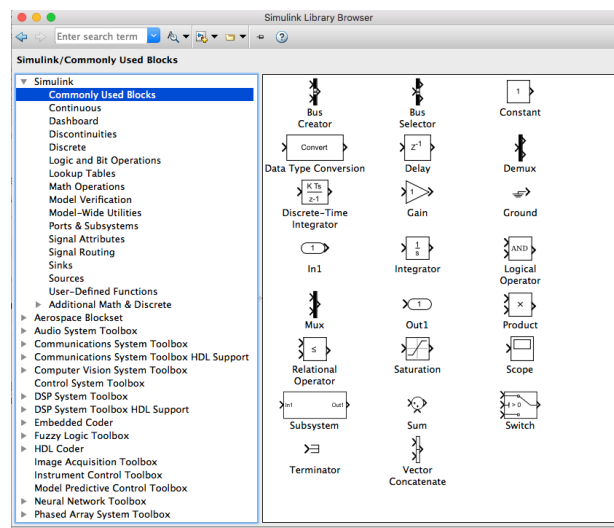 Simulink Library Browser
Enter search term
Simulink/Commonly Used Blocks
Simulink
Commonly Used Blocks
Continuous
Dashboard
Discontinuities
Discrete
Logic and Bit Operations
Lookup Tables
Math Operations
Model Verification
Model-Wide Utilities
Ports & Subsystems
Signal Attributes
Signal Routing
Sinks
Sources
User-Defined Functions
Additional Math & Discrete
Aerospace Blockset
Audio System Toolbox
Communications System Toolbox
Communications System Toolbox HDL Support
Computer Vision System Toolbox
Control System Toolbox
DSP System Toolbox
DSP System Toolbox HDL Support
Embedded Coder
Fuzzy Logic Toolbox
HDL Coder
Image Acquisition Toolbox
Instrument Control Toolbox
Model Predictive Control Toolbox
Neural Network Toolbox
Phased Array System Toolbox
1
Bus
Creator
Bus
Selector
Constant
Convert
z-1
Data Type Conversion
Delay
Demux
K Ts
z-1
1
Discrete-Time
Integrator
Gain
Ground
1
1
s
AND
In1
Integrator
Logical
Operator
1
×
Mux
Out1
Product
≤
Relational
Operator
Saturation
Scope
In1
Out1
> 0
Subsystem
Sum
Switch
Terminator
Vector
Concatenate